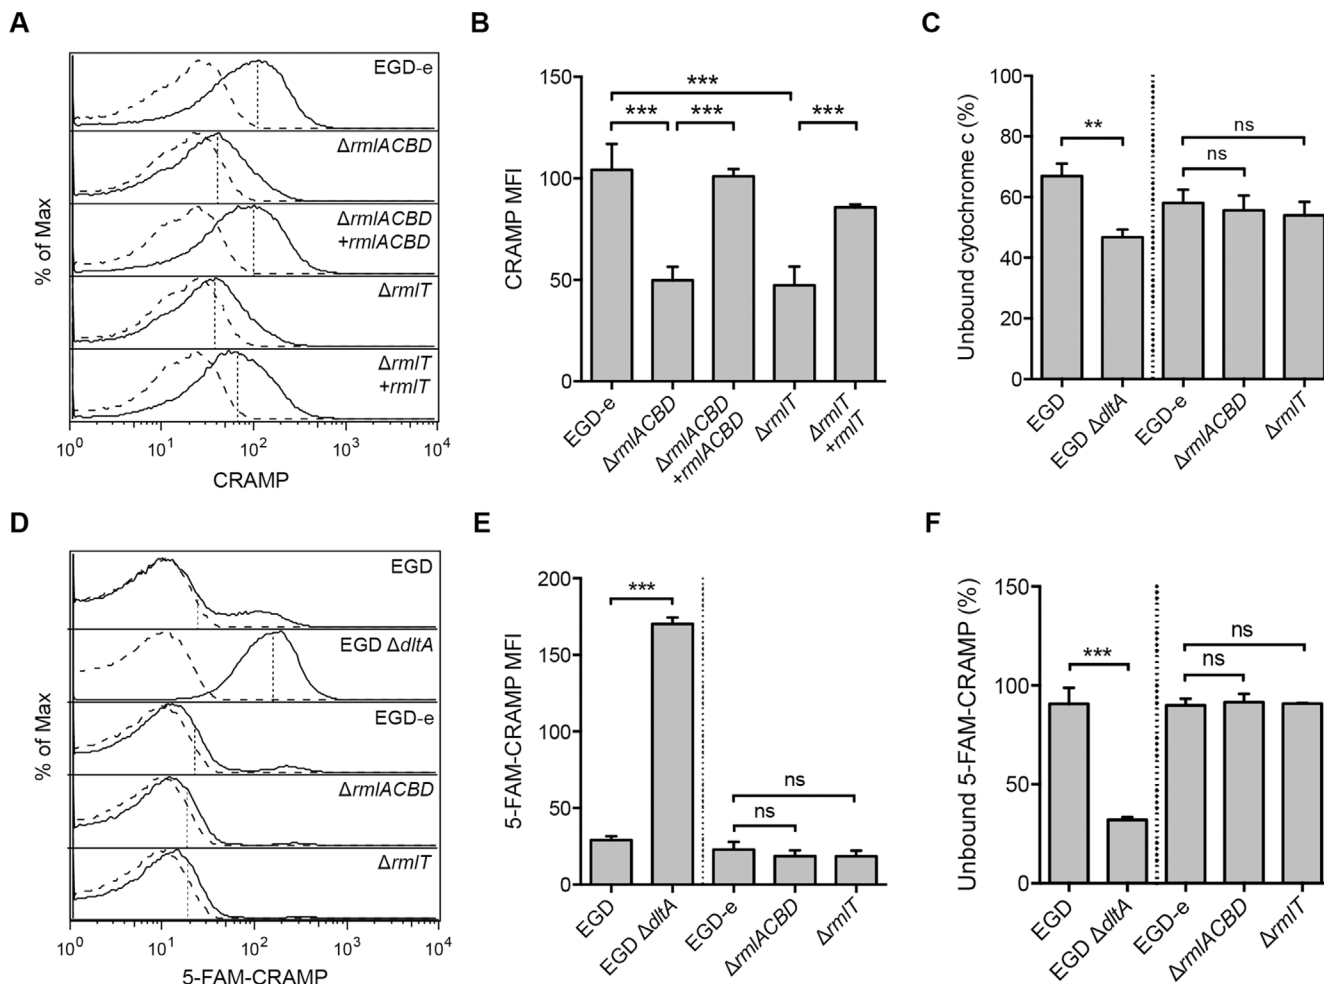 A
EGD-e
ΔrmlACBD
ΔrmlACBD
+rmlACBD
ΔrmlT
ΔrmlT
+rmlT
% of Max
10^0 10^1 10^2 10^3 10^4
CRAMP
B
150
100
50
0
CRAMP MFI
***
*** *** ***
EGD-e
ΔrmlACBD
ΔrmlACBD
+rmlACBD
ΔrmlT
ΔrmlT
+rmlT
C
100
80
60
40
20
0
Unbound cytochrome c (%)
**
ns
ns
EGD
EGD ΔdltA
EGD-e
ΔrmlACBD
ΔrmlT
D
EGD
EGD ΔdltA
EGD-e
ΔrmlACBD
ΔrmlT
% of Max
10^0 10^1 10^2 10^3 10^4
5-FAM-CRAMP
E
200
150
100
50
0
5-FAM-CRAMP MFI
***
ns
ns
EGD
EGD ΔdltA
EGD-e
ΔrmlACBD
ΔrmlT
F
150
100
50
0
Unbound 5-FAM-CRAMP (%)
***
ns
ns
EGD
EGD ΔdltA
EGD-e
ΔrmlACBD
ΔrmlT